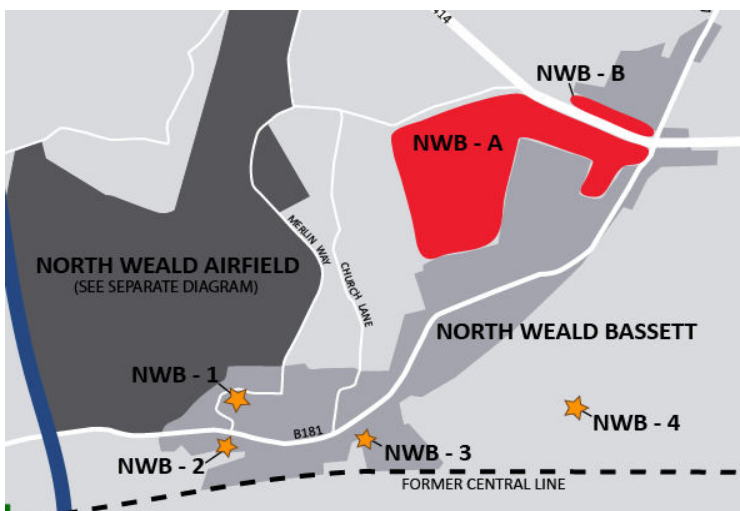 414
NWB - B
NWB - A
MERLIN WAY
CHURCH LANE
NORTH WEALD AIRFIELD
(SEE SEPARATE DIAGRAM)
NORTH WEALD BASSETT
NWB - 1
NWB - 4
B181
NWB - 2
NWB - 3
FORMER CENTRAL LINE